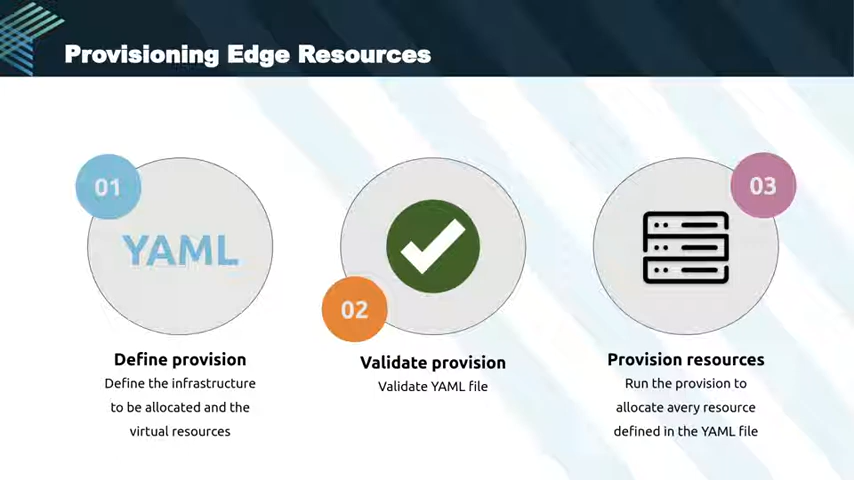 Provisioning Edge Resources
01
YAML
Define provision
Define the infrastructure
to be allocated and the
virtual resources
02
Validate provision
Validate YAML file
03
Provision resources
Run the provision to
allocate avery resource
defined in the YAML file